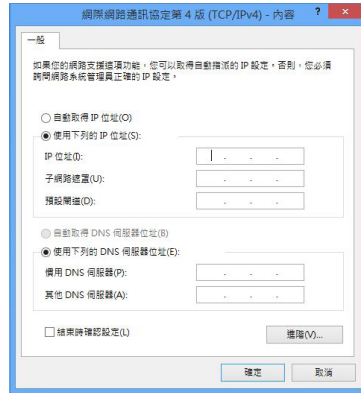 網際網路通訊協定第 4 版 (TCP/IPv4) - 內容
一般
如果您的網路支援這項功能，您可以取得自動指派的 IP 設定。否則，您必須
詢問網路系統管理員正確的 IP 設定。
自動取得 IP 位址(O)
使用下列的 IP 位址(S):
IP 位址(I):
子網路遮罩(U):
預設閘道(D):
自動取得 DNS 伺服器位址(B)
使用下列的 DNS 伺服器位址(E):
慣用 DNS 伺服器(P):
其他 DNS 伺服器(A):
結束時確認設定(L)
進階(V)...
確定 取消